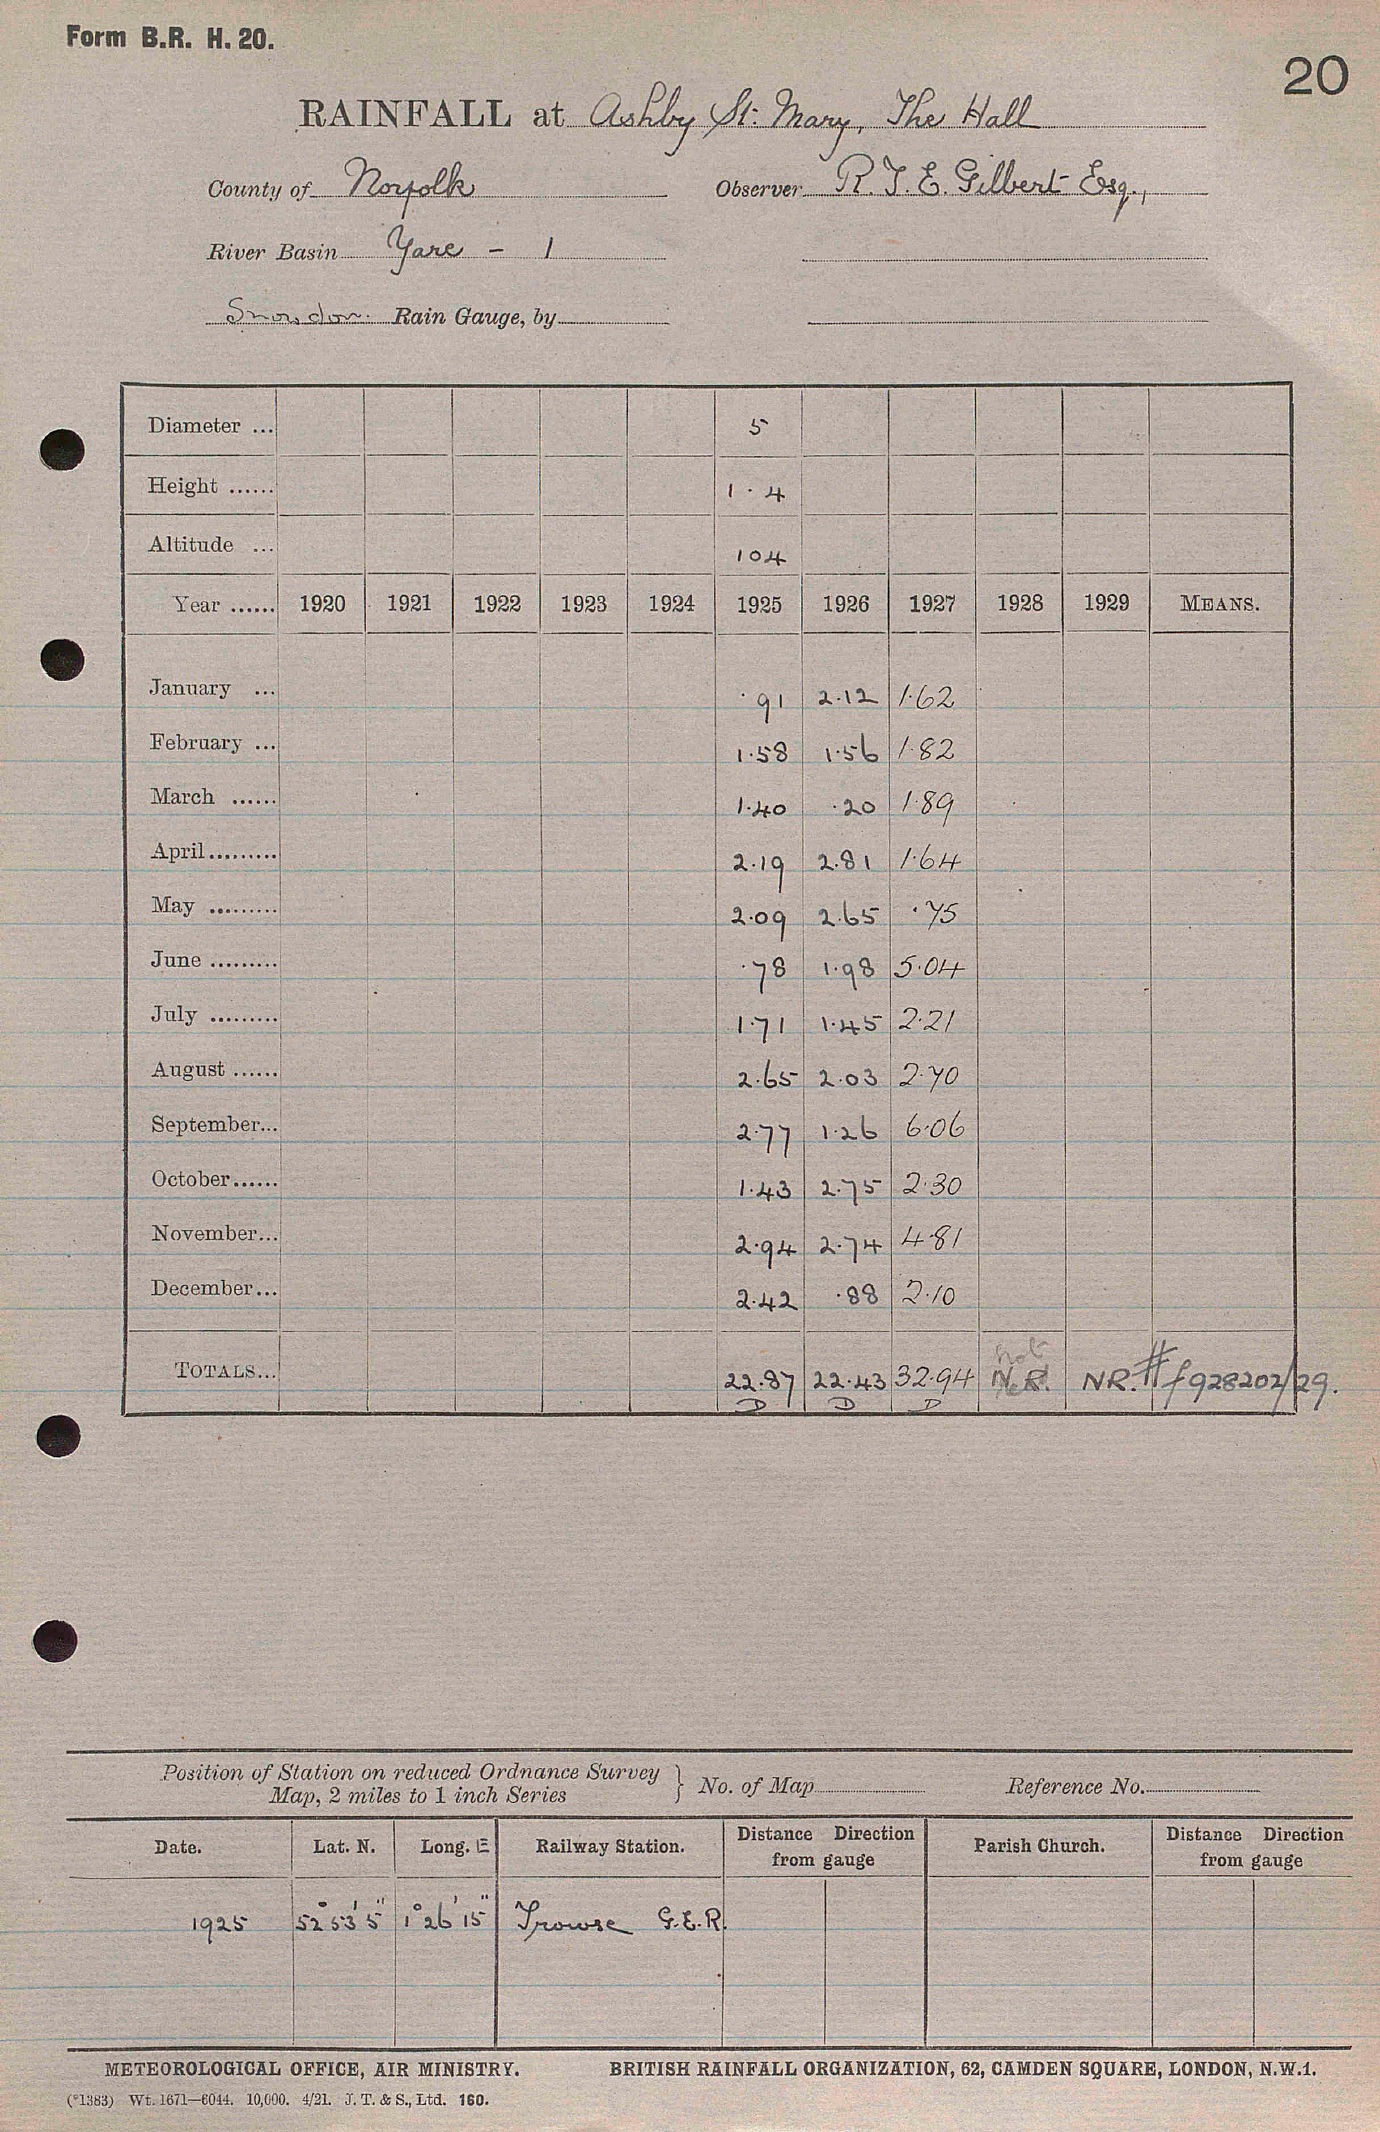 Form B.R. H. 20.
20
RAINFALL at Ashby St: Mary, The Hall
County of Norfolk Observer R. T. E. Gilbert Esq.,
River Basin Yare - 1
Snowdon. Rain Gauge, by
Diameter ... 5
Height ...... 1.4
Altitude ... 104
Year ...... 1920 1921 1922 1923 1924 1925 1926 1927 1928 1929 MEANS.
January ... .91 2.12 1.62
February ... 1.58 1.56 1.82
March ...... 1.40 .20 1.89
April......... 2.19 2.81 1.64
May ......... 2.09 2.65 .75
June ......... .78 1.98 5.04
July ......... 1.71 1.45 2.21
August ...... 2.65 2.03 2.70
September... 2.77 1.26 6.06
October...... 1.43 2.75 2.30
November... 2.94 2.74 4.81
December... 2.42 .88 2.10
not
TOTALS... 22.87 22.43 32.94 N.R. NR. # f928202/29.
D D D
Position of Station on reduced Ordnance Survey
Map, 2 miles to 1 inch Series } No. of Map Reference No.
Date. Lat. N. Long. E Railway Station. Distance Direction from gauge Parish Church. Distance Direction from gauge
1925 52° 53' 5" 1° 26' 15" Trowse G.E.R.
METEOROLOGICAL OFFICE, AIR MINISTRY. BRITISH RAINFALL ORGANIZATION, 62, CAMDEN SQUARE, LONDON, N.W.1.
(*1383) Wt. 1671—6044. 10,000. 4/21. J. T. & S., Ltd. 160.